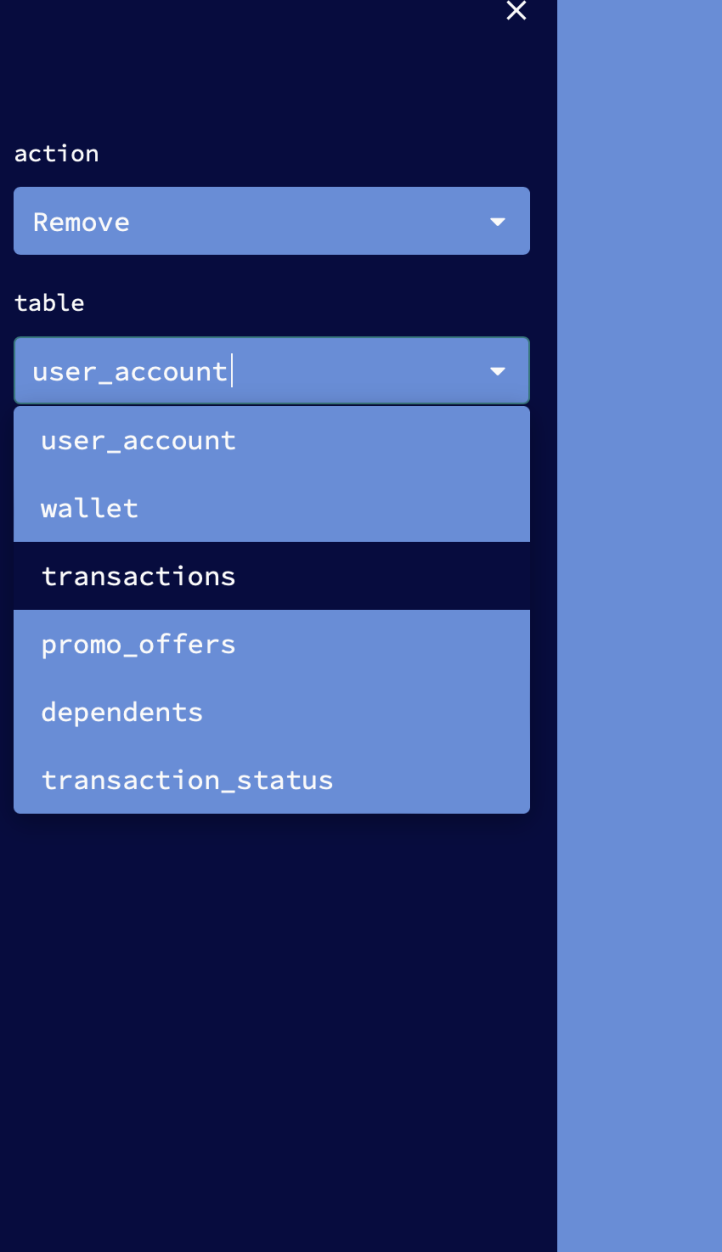 action
Remove
table
user_account
user_account
wallet
transactions
promo_offers
dependents
transaction_status